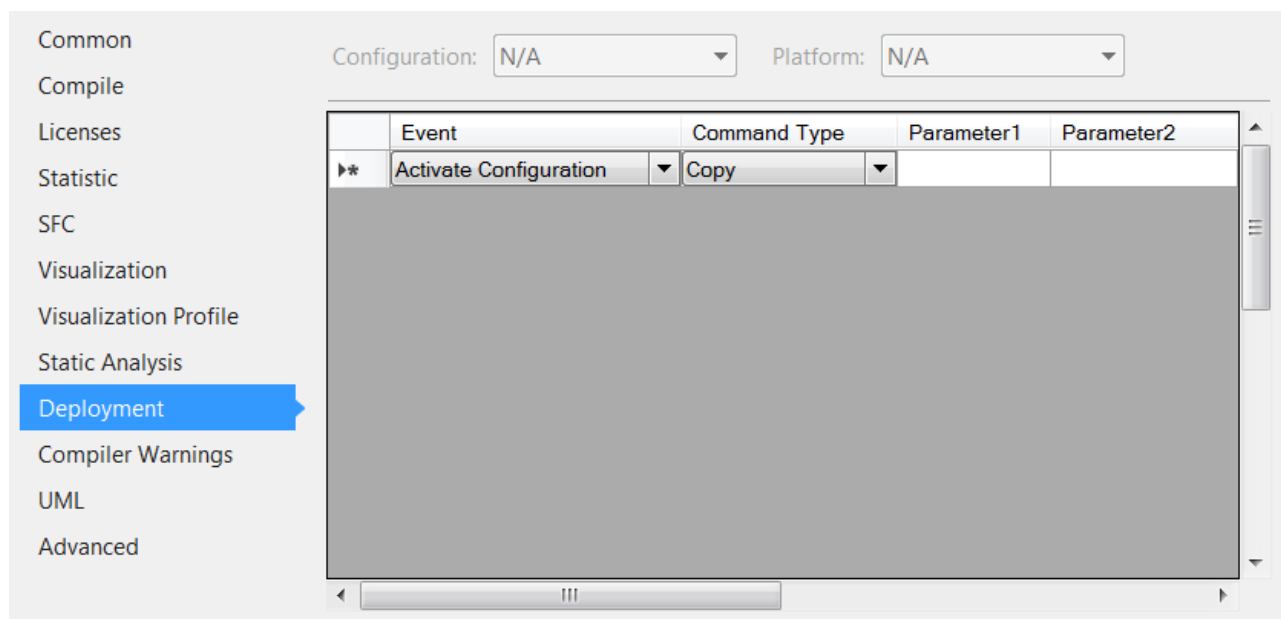 Common
Compile
Licenses
Statistic
SFC
Visualization
Visualization Profile
Static Analysis
Deployment
Compiler Warnings
UML
Advanced
Configuration: N/A Platform: N/A
Event Command Type Parameter1 Parameter2
Activate Configuration Copy